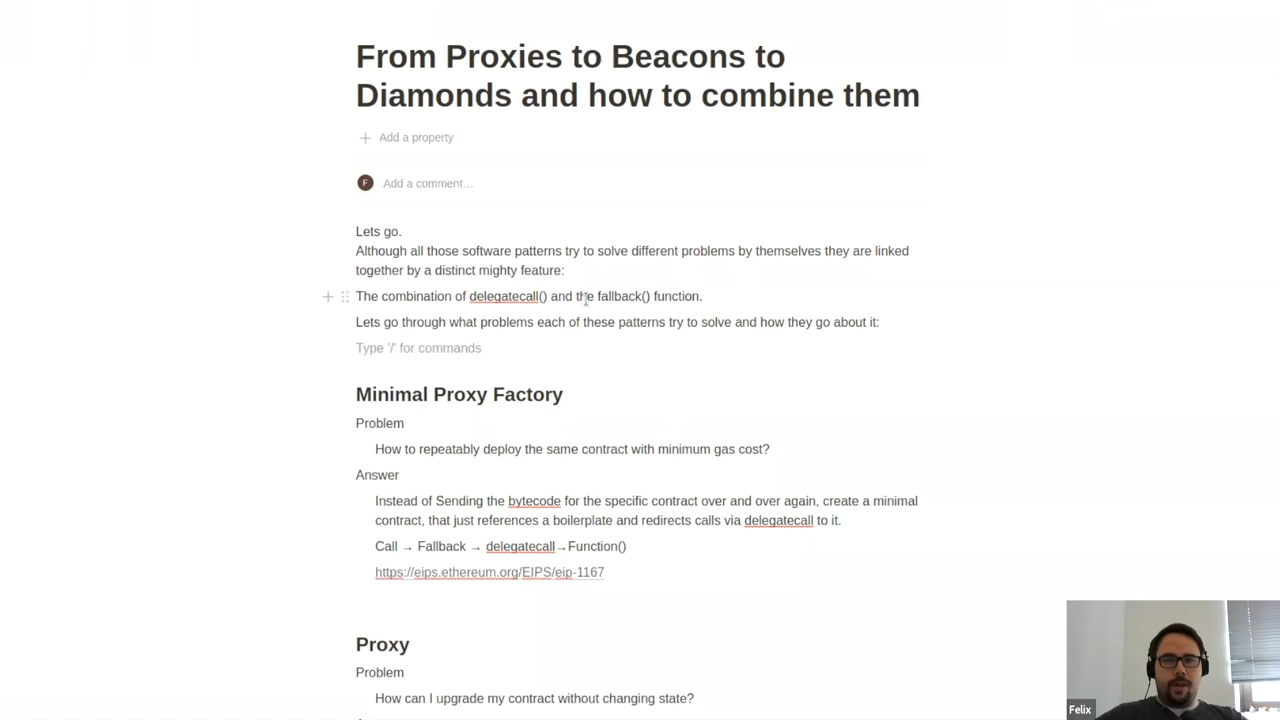 From Proxies to Beacons to
Diamonds and how to combine them
Add a property
F
Add a comment…
Lets go.
Although all those software patterns try to solve different problems by themselves they are linked
together by a distinct mighty feature:
The combination of delegatecall() and the fallback() function.
Lets go through what problems each of these patterns try to solve and how they go about it:
Type '/' for commands
Minimal Proxy Factory
Problem
How to repeatably deploy the same contract with minimum gas cost?
Answer
Instead of Sending the bytecode for the specific contract over and over again, create a minimal
contract, that just references a boilerplate and redirects calls via delegatecall to it.
Call → Fallback → delegatecall→Function()
https://eips.ethereum.org/EIPS/eip-1167
Proxy
Problem
How can I upgrade my contract without changing state?
Felix